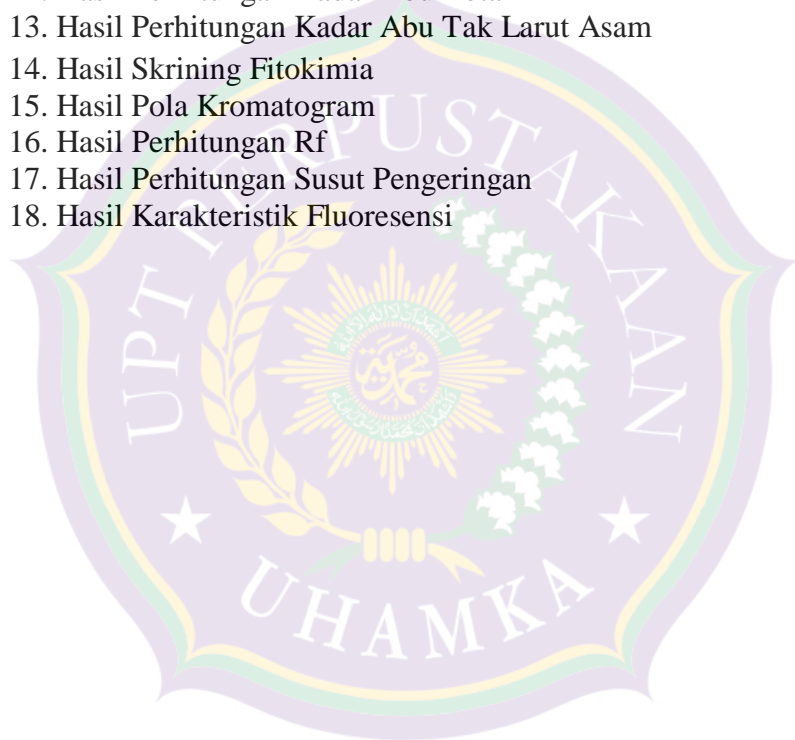 13. Hasil Perhitungan Kadar Abu Tak Larut Asam
14. Hasil Skrining Fitokimia
15. Hasil Pola Kromatogram
16. Hasil Perhitungan Rf
17. Hasil Perhitungan Susut Pengeringan
18. Hasil Karakteristik Fluoresensi
UPT PERPUSTAKAAN
UHAMKA